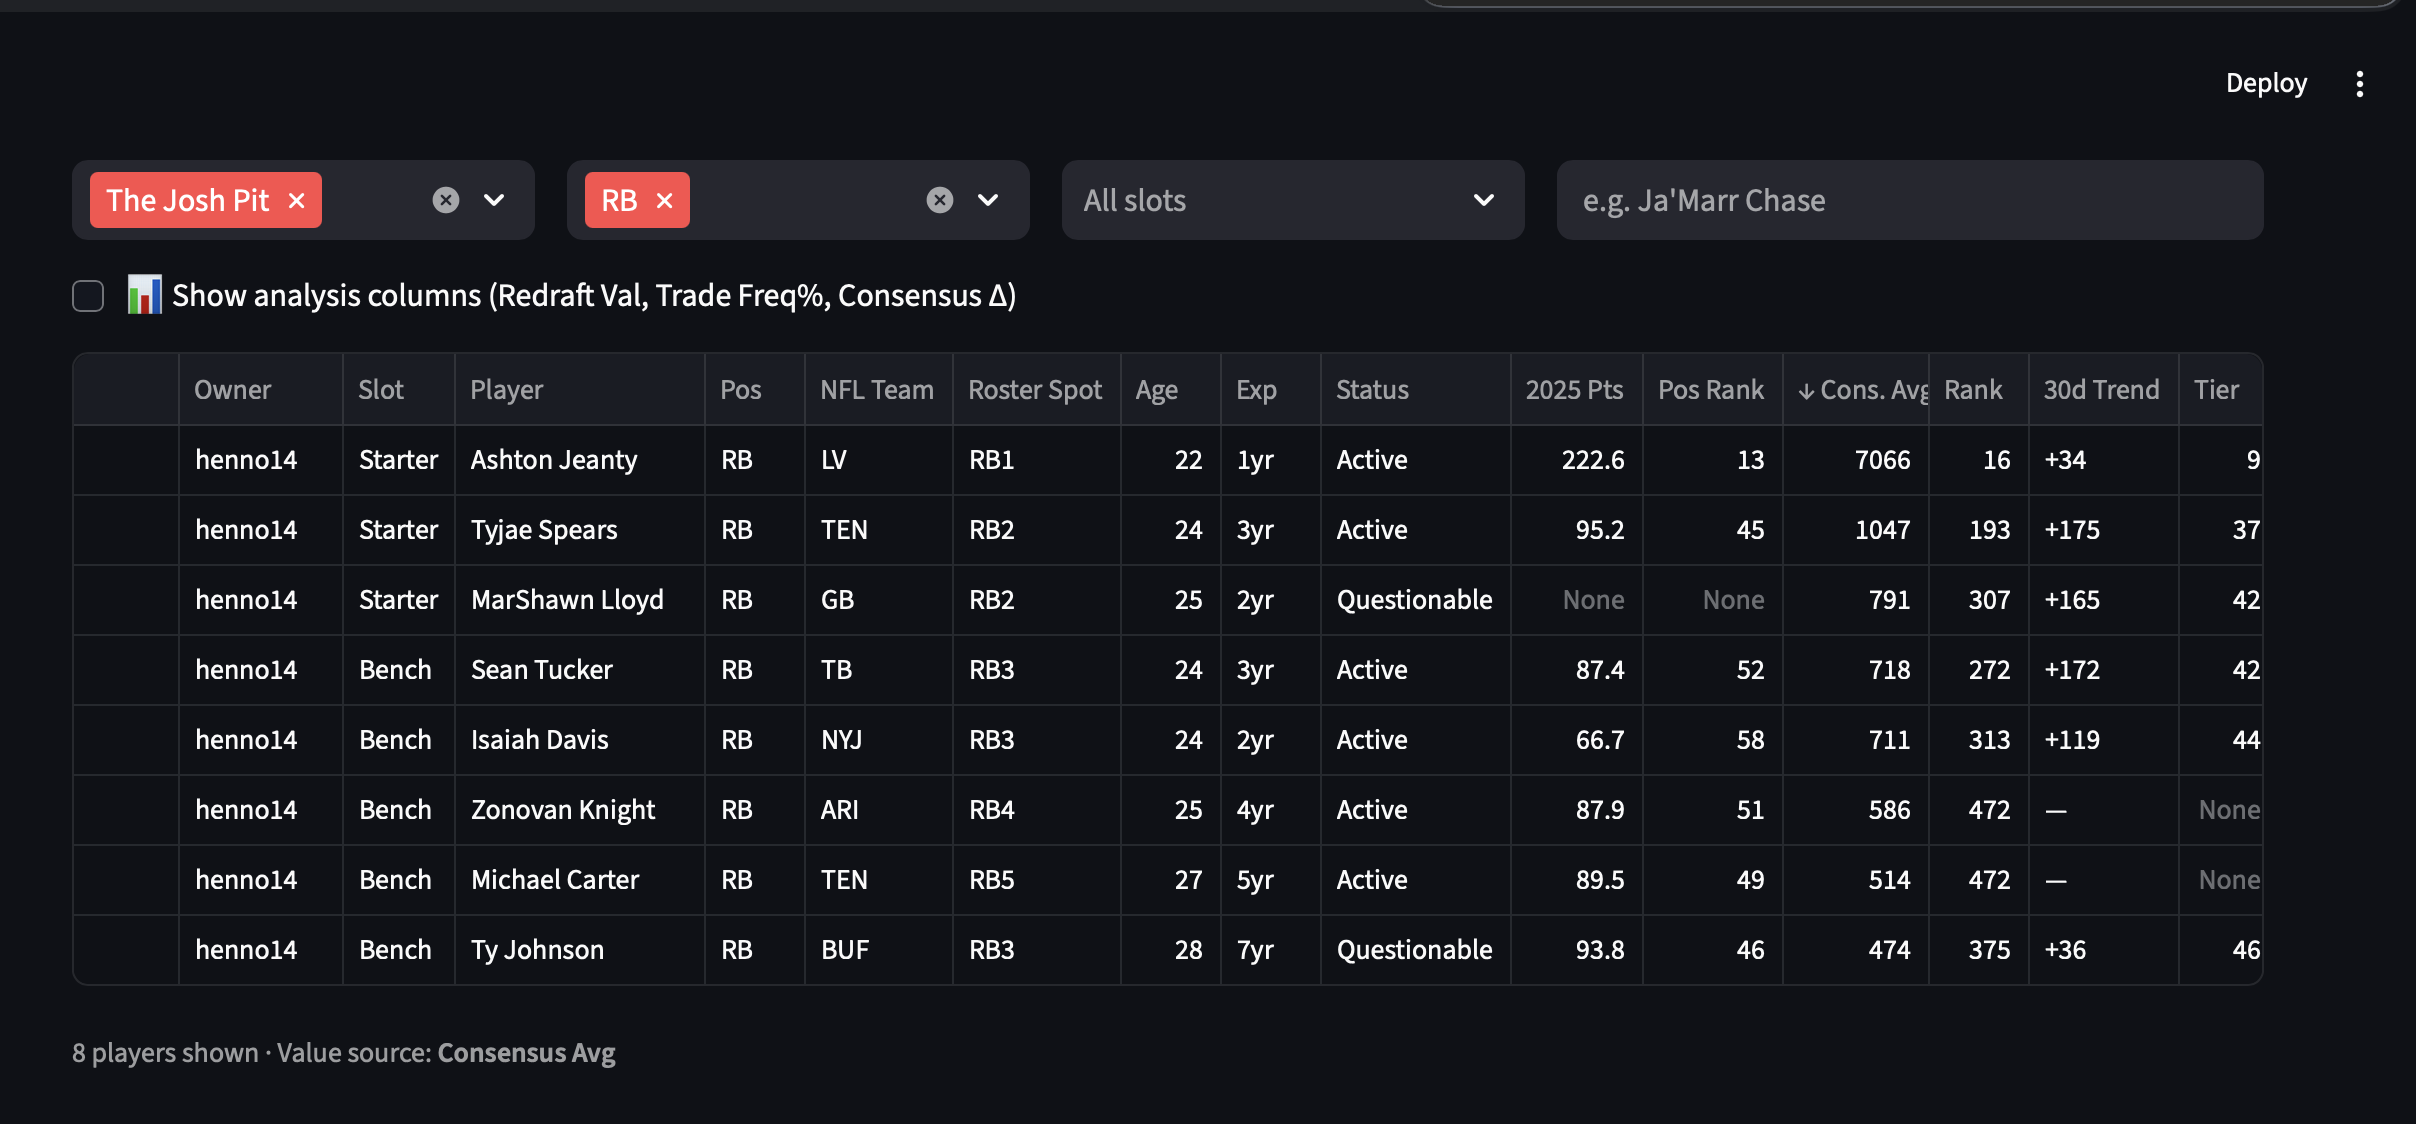 Deploy
The Josh Pit RB All slots e.g. Ja'Marr Chase
Show analysis columns (Redraft Val, Trade Freq%, Consensus Δ)
Owner Slot Player Pos NFL Team Roster Spot Age Exp Status 2025 Pts Pos Rank ↓ Cons. Avg Rank 30d Trend Tier
henno14 Starter Ashton Jeanty RB LV RB1 22 1yr Active 222.6 13 7066 16 +34 9
henno14 Starter Tyjae Spears RB TEN RB2 24 3yr Active 95.2 45 1047 193 +175 37
henno14 Starter MarShawn Lloyd RB GB RB2 25 2yr Questionable None None 791 307 +165 42
henno14 Bench Sean Tucker RB TB RB3 24 3yr Active 87.4 52 718 272 +172 42
henno14 Bench Isaiah Davis RB NYJ RB3 24 2yr Active 66.7 58 711 313 +119 44
henno14 Bench Zonovan Knight RB ARI RB4 25 4yr Active 87.9 51 586 472 — None
henno14 Bench Michael Carter RB TEN RB5 27 5yr Active 89.5 49 514 472 — None
henno14 Bench Ty Johnson RB BUF RB3 28 7yr Questionable 93.8 46 474 375 +36 46
8 players shown · Value source: Consensus Avg